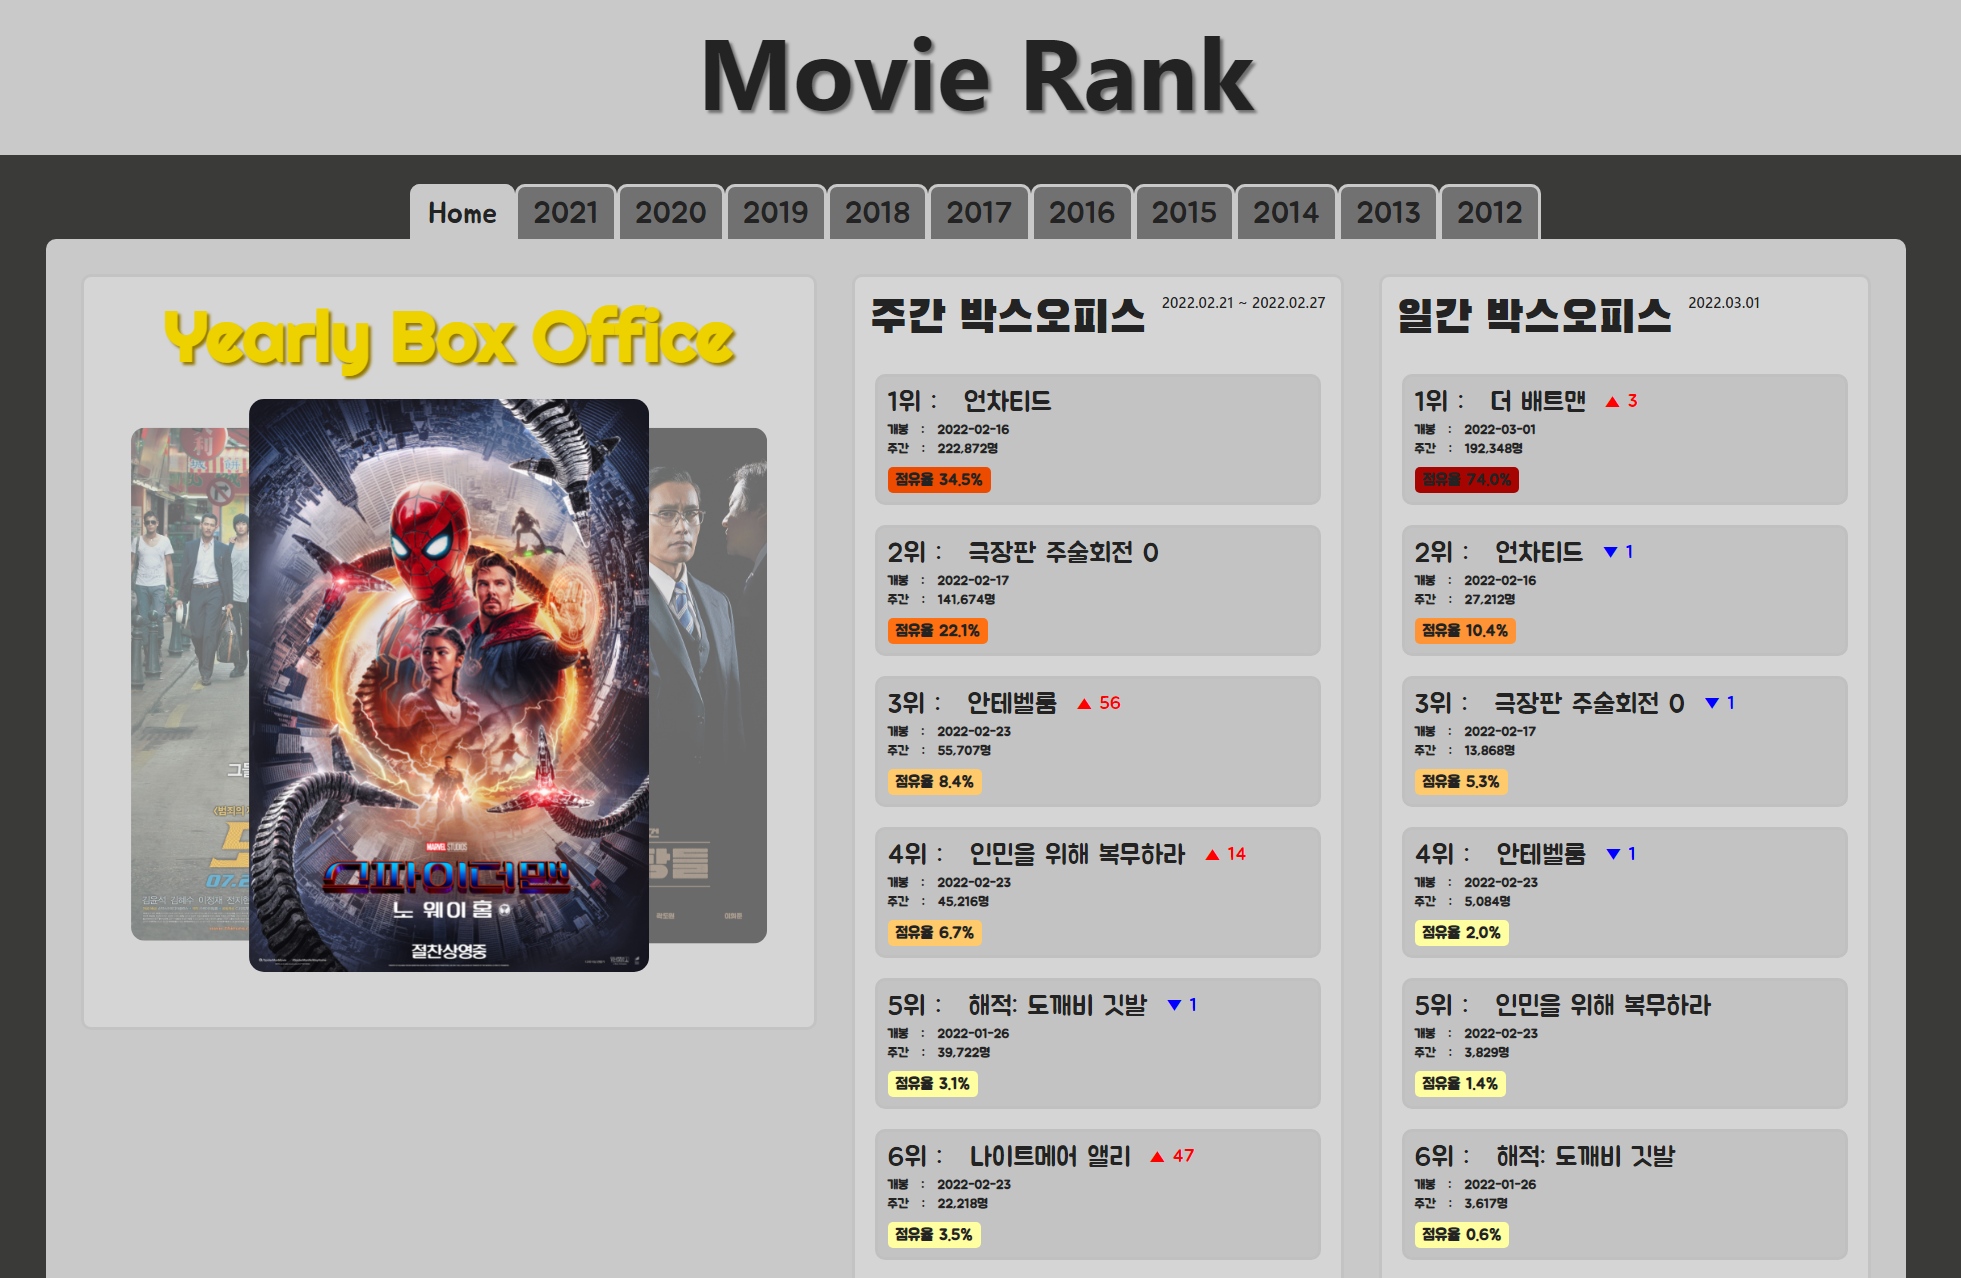 Movie Rank
Home
2021
2020
2019
2018
2017
2016
2015
2014
2013
2012
Yearly Box Office
MARVEL STUDIOS
스파이더맨
노 웨이 홈
절찬상영중
07.2
주간 박스오피스 2022.02.21 ~ 2022.02.27
1위 : 언차티드
개봉 : 2022-02-16
주간 : 222,872명
점유율 34.5%
2위 : 극장판 주술회전 0
개봉 : 2022-02-17
주간 : 141,674명
점유율 22.1%
3위 : 안테벨룸 ▲ 56
개봉 : 2022-02-23
주간 : 55,707명
점유율 8.4%
4위 : 인민을 위해 복무하라 ▲ 14
개봉 : 2022-02-23
주간 : 45,216명
점유율 6.7%
5위 : 해적: 도깨비 깃발 ▼ 1
개봉 : 2022-01-26
주간 : 39,722명
점유율 3.1%
6위 : 나이트메어 앨리 ▲ 47
개봉 : 2022-02-23
주간 : 22,218명
점유율 3.5%
일간 박스오피스 2022.03.01
1위 : 더 배트맨 ▲ 3
개봉 : 2022-03-01
주간 : 192,348명
점유율 74.0%
2위 : 언차티드 ▼ 1
개봉 : 2022-02-16
주간 : 27,212명
점유율 10.4%
3위 : 극장판 주술회전 0 ▼ 1
개봉 : 2022-02-17
주간 : 13,868명
점유율 5.3%
4위 : 안테벨룸 ▼ 1
개봉 : 2022-02-23
주간 : 5,084명
점유율 2.0%
5위 : 인민을 위해 복무하라
개봉 : 2022-02-23
주간 : 3,829명
점유율 1.4%
6위 : 해적: 도깨비 깃발
개봉 : 2022-01-26
주간 : 3,617명
점유율 0.6%